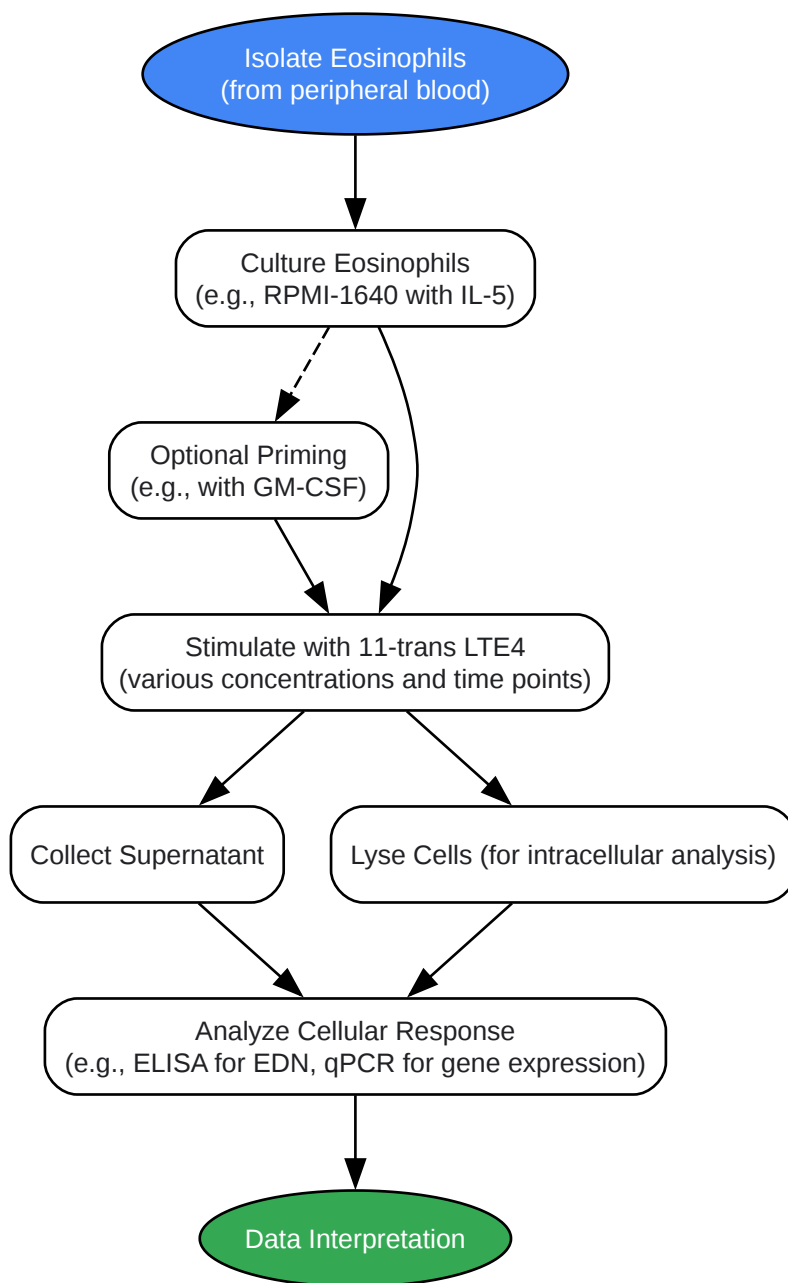 Isolate Eosinophils
(from peripheral blood)
Culture Eosinophils
(e.g., RPMI-1640 with IL-5)
Optional Priming
(e.g., with GM-CSF)
Stimulate with 11-trans LTE4
(various concentrations and time points)
Collect Supernatant
Lyse Cells (for intracellular analysis)
Analyze Cellular Response
(e.g., ELISA for EDN, qPCR for gene expression)
Data Interpretation